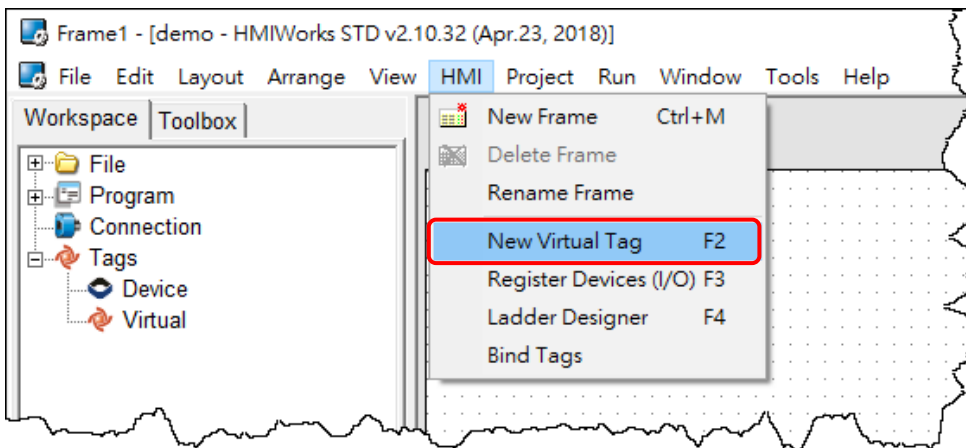 Frame1 - [demo - HMIWorks STD v2.10.32 (Apr.23, 2018)]
File Edit Layout Arrange View HMI Project Run Window Tools Help
Workspace Toolbox
File
Program
Connection
Tags
Device
Virtual
New Frame Ctrl+M
Delete Frame
Rename Frame
New Virtual Tag F2
Register Devices (I/O) F3
Ladder Designer F4
Bind Tags